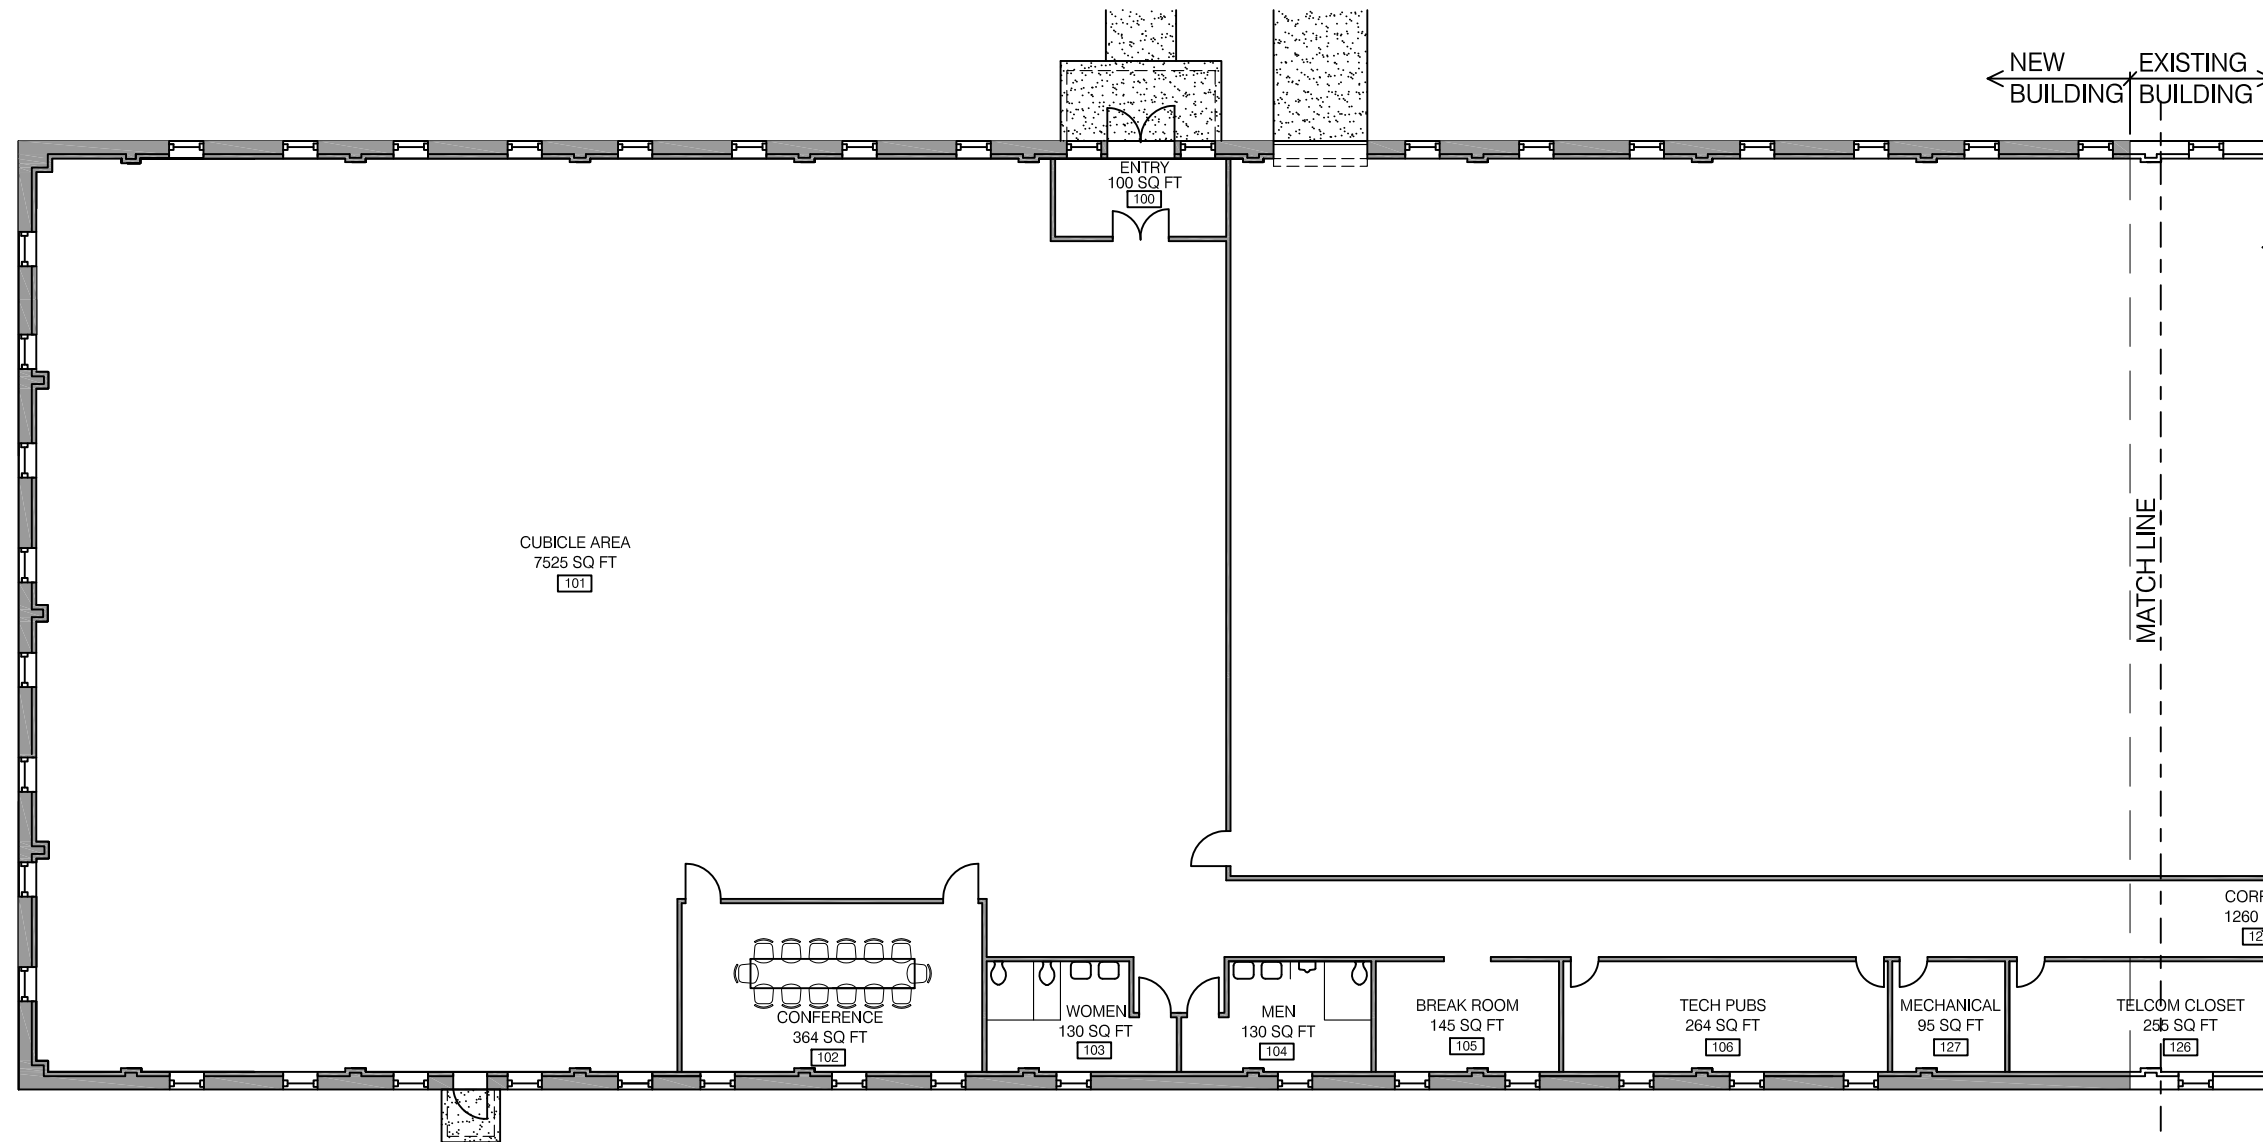 NEW
BUILDING
EXISTING
BUILDING
ENTRY
100 SQ FT
100
CUBICLE AREA
7525 SQ FT
101
MATCH LINE
CONFERENCE
364 SQ FT
102
WOMEN
130 SQ FT
103
MEN
130 SQ FT
104
BREAK ROOM
145 SQ FT
105
TECH PUBS
264 SQ FT
106
MECHANICAL
95 SQ FT
127
TELCOM CLOSET
255 SQ FT
126
1260